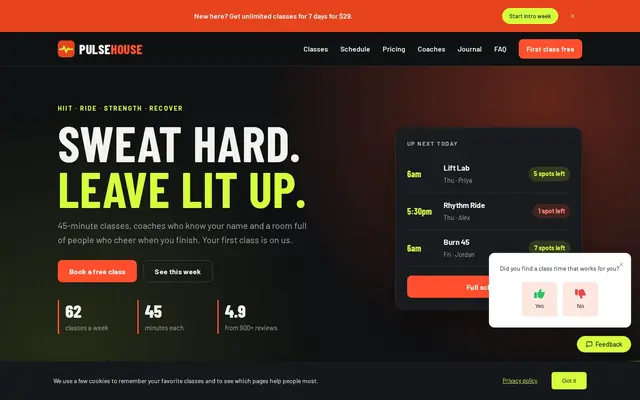 New here? Get unlimited classes for 7 days for $29.
Start intro week
×
PULSEHOUSE
Classes
Schedule
Pricing
Coaches
Journal
FAQ
First class free
HIIT · RIDE · STRENGTH · RECOVER
SWEAT HARD.
LEAVE LIT UP.
45-minute classes, coaches who know your name and a room full
of people who cheer when you finish. Your first class is on us.
Book a free class
See this week
62
classes a week
45
minutes each
4.9
from 900+ reviews
UP NEXT TODAY
6am
Lift Lab
Thu · Priya
5 spots left
5:30pm
Rhythm Ride
Thu · Alex
1 spot left
6am
Burn 45
Fri · Jordan
7 spots left
Full
Did you find a class time that works for you?
×
Yes
No
Feedback
We use a few cookies to remember your favorite classes and to see which pages help people most.
Privacy policy
Got it